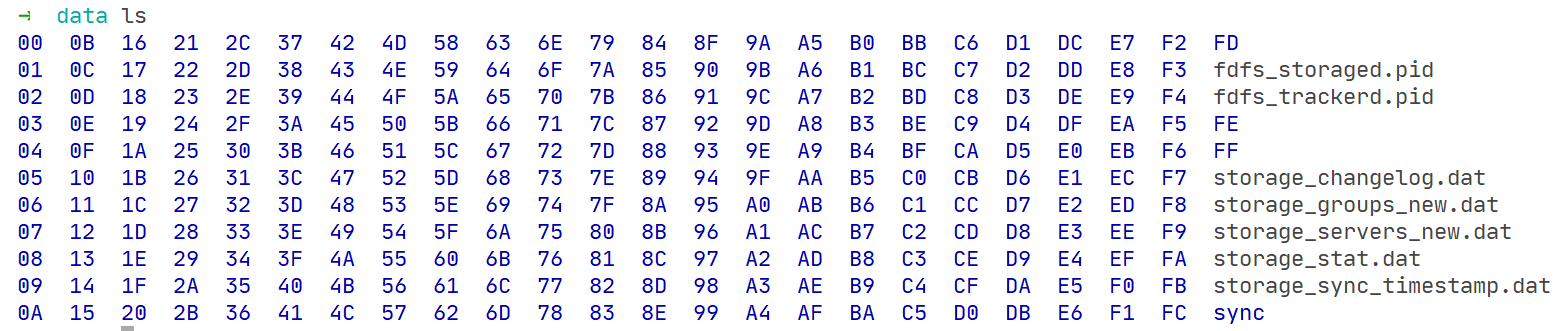 → data ls
00 0B 16 21 2C 37 42 4D 58 63 6E 79 84 8F 9A A5 B0 BB C6 D1 DC E7 F2 FD
01 0C 17 22 2D 38 43 4E 59 64 6F 7A 85 90 9B A6 B1 BC C7 D2 DD E8 F3 fdfs_storaged.pid
02 0D 18 23 2E 39 44 4F 5A 65 70 7B 86 91 9C A7 B2 BD C8 D3 DE E9 F4 fdfs_trackerd.pid
03 0E 19 24 2F 3A 45 50 5B 66 71 7C 87 92 9D A8 B3 BE C9 D4 DF EA F5 FE
04 0F 1A 25 30 3B 46 51 5C 67 72 7D 88 93 9E A9 B4 BF CA D5 E0 EB F6 FF
05 10 1B 26 31 3C 47 52 5D 68 73 7E 89 94 9F AA B5 C0 CB D6 E1 EC F7 storage_changelog.dat
06 11 1C 27 32 3D 48 53 5E 69 74 7F 8A 95 A0 AB B6 C1 CC D7 E2 ED F8 storage_groups_new.dat
07 12 1D 28 33 3E 49 54 5F 6A 75 80 8B 96 A1 AC B7 C2 CD D8 E3 EE F9 storage_servers_new.dat
08 13 1E 29 34 3F 4A 55 60 6B 76 81 8C 97 A2 AD B8 C3 CE D9 E4 EF FA storage_stat.dat
09 14 1F 2A 35 40 4B 56 61 6C 77 82 8D 98 A3 AE B9 C4 CF DA E5 F0 FB storage_sync_timestamp.dat
0A 15 20 2B 36 41 4C 57 62 6D 78 83 8E 99 A4 AF BA C5 D0 DB E6 F1 FC sync